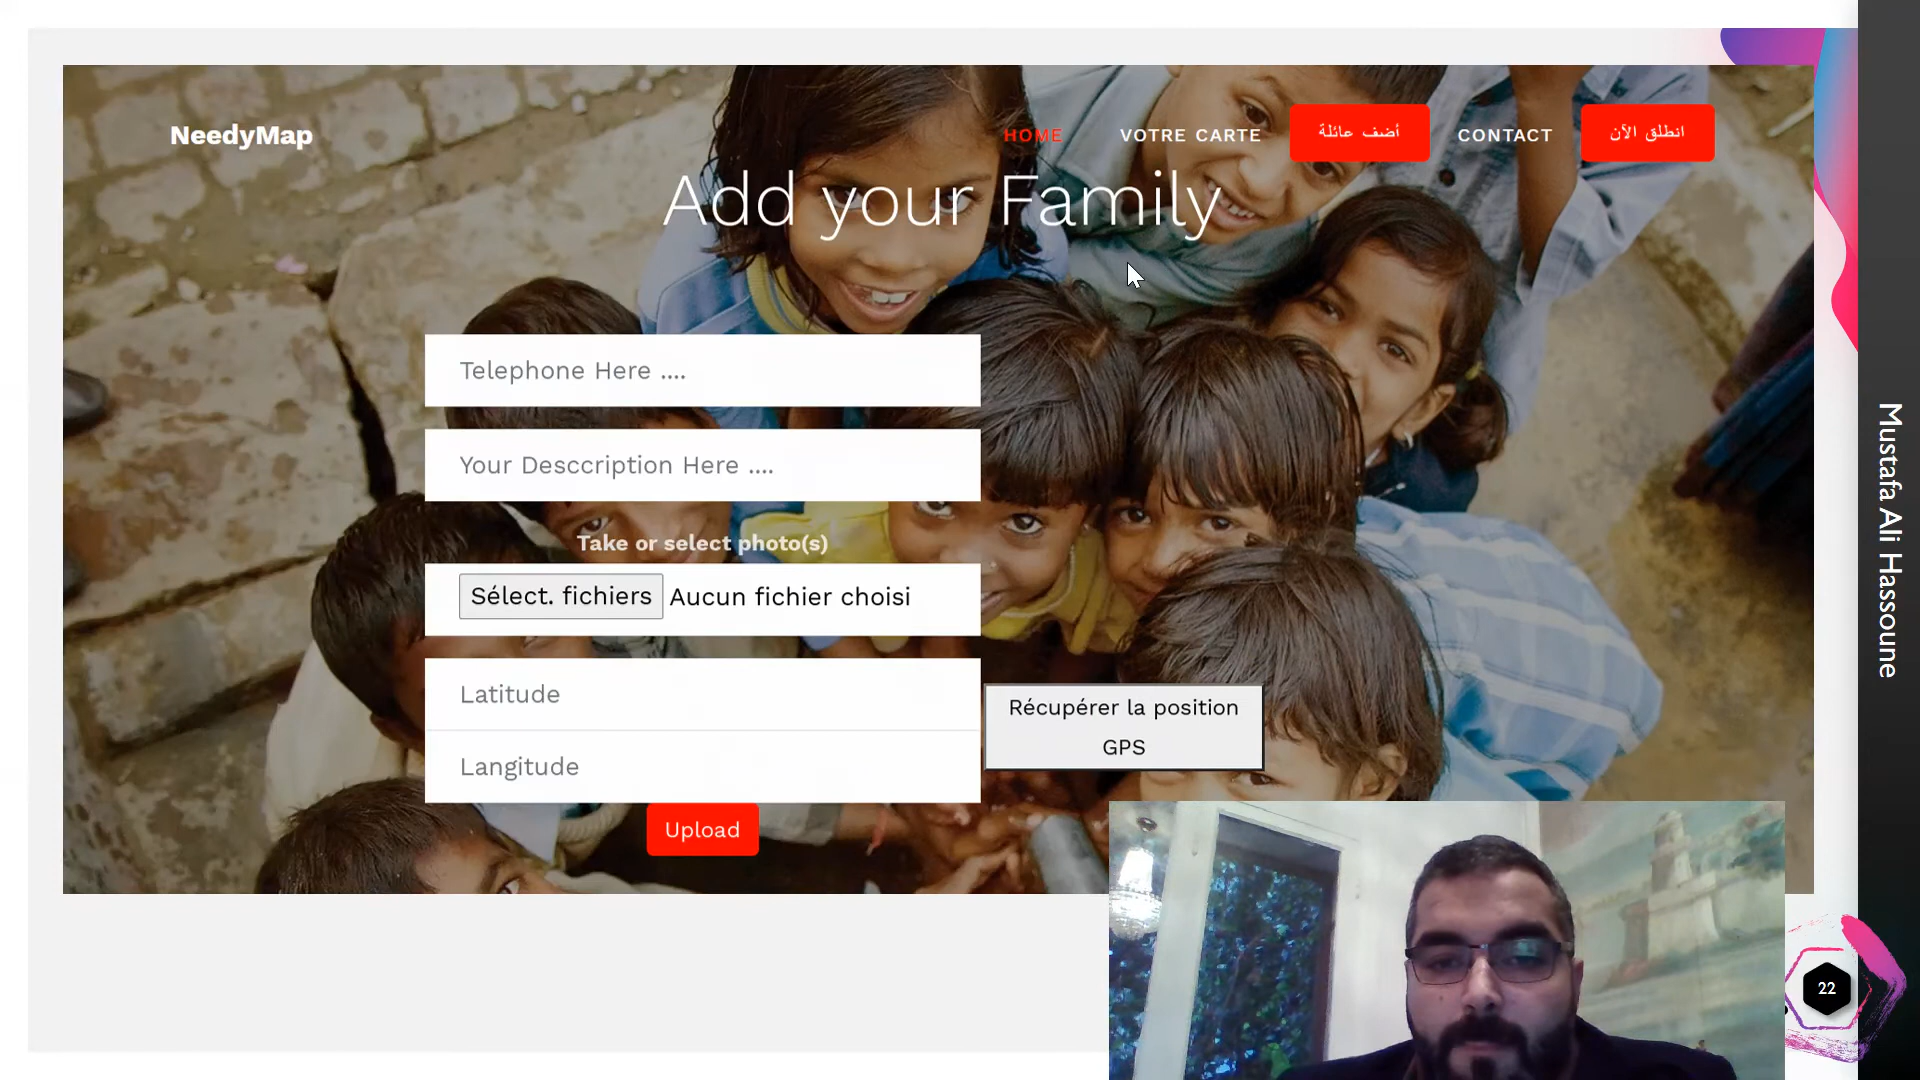 NeedyMap
HOME
VOTRE CARTE
أضف عائلة
CONTACT
انطلق الآن
Add your Family
Telephone Here ....
Your Desccription Here ....
Take or select photo(s)
Sélect. fichiers Aucun fichier choisi
Latitude
Langitude
Récupérer la position
GPS
Upload
Mustafa Ali Hassoune
22